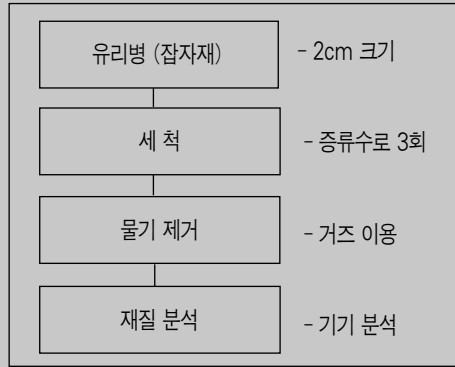 유리병 (잡자재) - 2cm 크기
세 척 - 증류수로 3회
물기 제거 - 거즈 이용
재질 분석 - 기기 분석